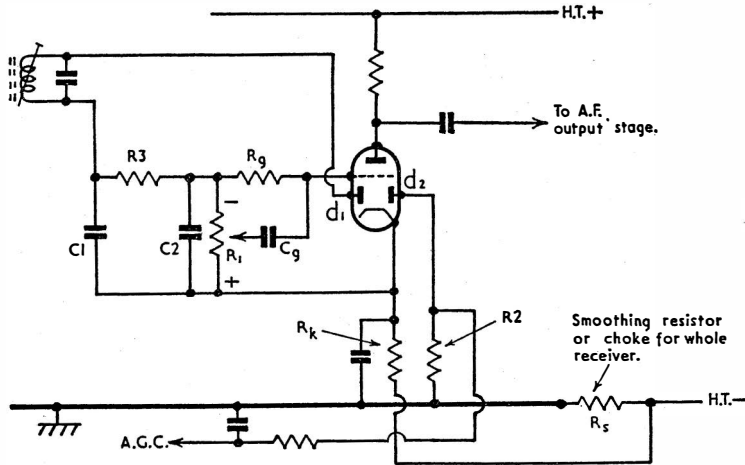 H.T.+
To A.F.
output stage.
R3
Rg
d1
d2
C1
C2
−
R1
Cg
+
Rk
R2
Smoothing resistor
or choke for whole
receiver.
Rs
H.T.−
A.G.C.